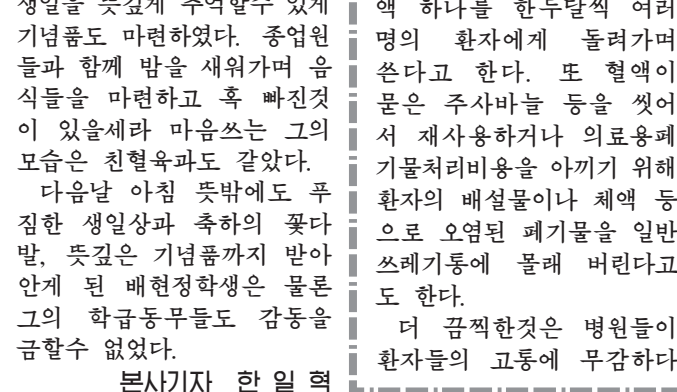 생일을 뜻깊게 추억할수 있게
기념품도 마련하였다. 종업원
들과 함께 밤을 새워가며 음
식들을 마련하고 혹 빠진것
이 있을세라 마음쓰는 그의
모습은 친혈육과도 같았다.
다음날 아침 뜻밖에도 푸
짐한 생일상과 축하의 꽃다
발, 뜻깊은 기념품까지 받아
안게 된 배현정학생은 물론
그의 학급동무들도 감동을
금할수 없었다.
본사기자 한일혁
액 하나를 한두달씩 여러
명의 환자에게 돌려가며
쓴다고 한다. 또 혈액이
묻은 주사바늘 등을 씻어
서 재사용하거나 의료용페
기물처리비용을 아끼기 위해
환자의 배설물이나 체액 등
으로 오염된 페기물을 일반
쓰레기통에 몰래 버린다고
도 한다.
더 끔찍한것은 병원들이
환자들의 고통에 무감하다